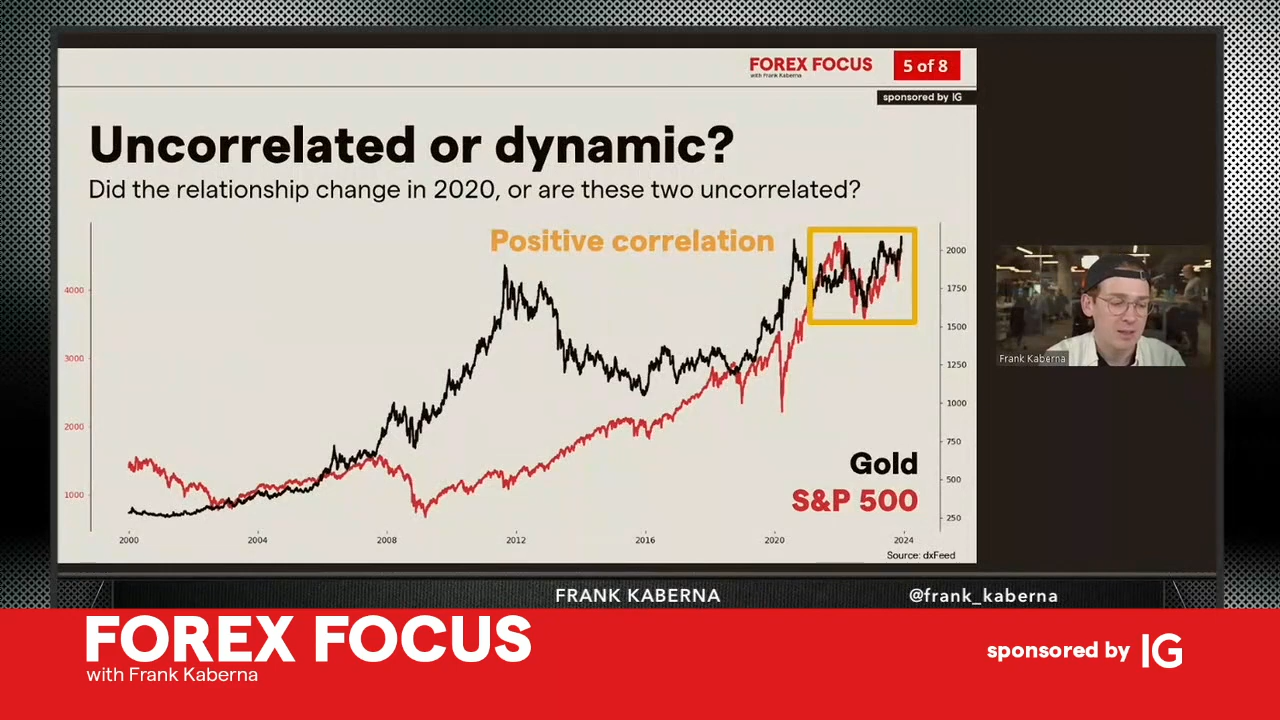 FOREX FOCUS
with Frank Kaberna
5 of 8
sponsored by IG
Uncorrelated or dynamic?
Did the relationship change in 2020, or are these two uncorrelated?
Positive correlation
4000
3000
2000
1000
2000
1750
1500
1250
1000
750
500
250
Gold
S&P 500
2000
2004
2008
2012
2016
2020
2024
Source: dxFeed
Frank Kaberna
FRANK KABERNA
@frank_kaberna
FOREX FOCUS
with Frank Kaberna
sponsored by IG